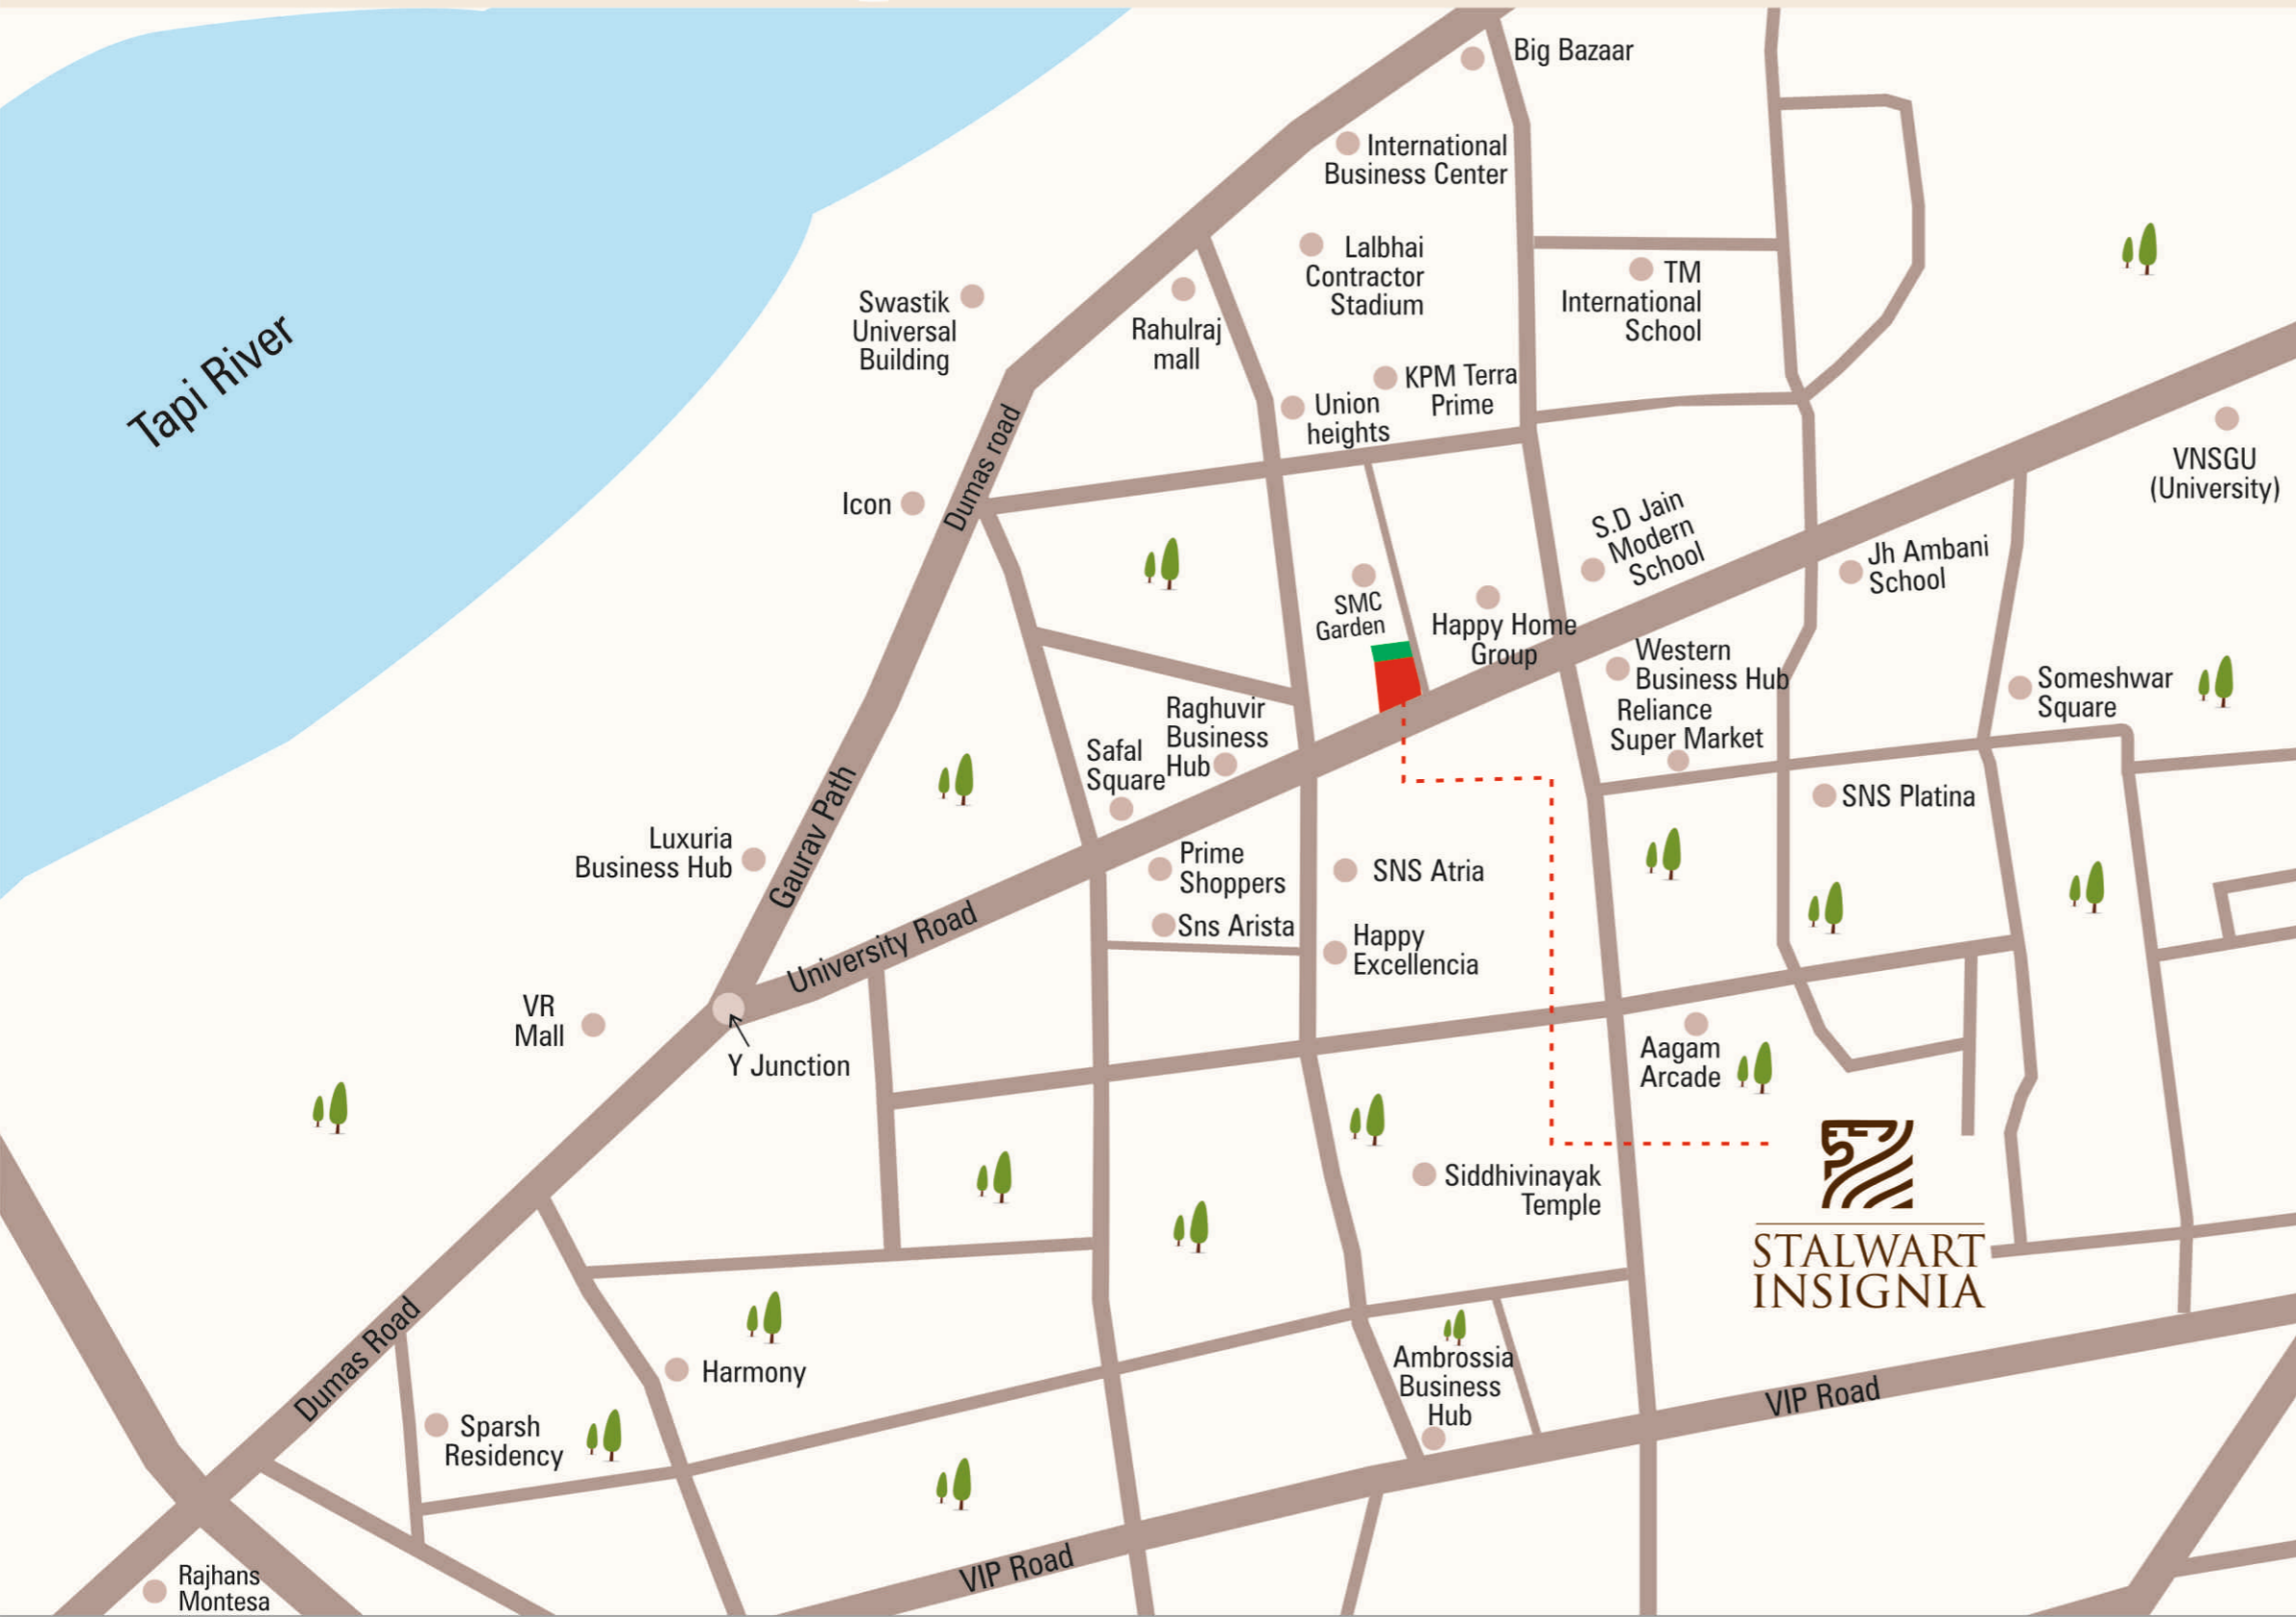 Big Bazaar
International
Business Center
Lalbhai
Contractor
Stadium
TM
International
School
Swastik
Universal
Building
Rahulraj
mall
Tapi River
KPM Terra
Prime
Union
heights
Dumas road
Icon
VNSGU
(University)
S.D Jain
Modern
School
Jh Ambani
School
SMC
Garden
Happy Home
Group
Western
Business Hub
Reliance
Super Market
Someshwar
Square
Raghuvir
Business
Hub
Safal
Square
SNS Platina
Gaurav Path
Luxuria
Business Hub
Prime
Shoppers
SNS Atria
Sns Arista
Happy
Excellencia
University Road
VR
Mall
Y Junction
Aagam
Arcade
Siddhivinayak
Temple
STALWART
INSIGNIA
Dumas Road
Harmony
Ambrossia
Business
Hub
VIP Road
Sparsh
Residency
VIP Road
Rajhans
Montesa